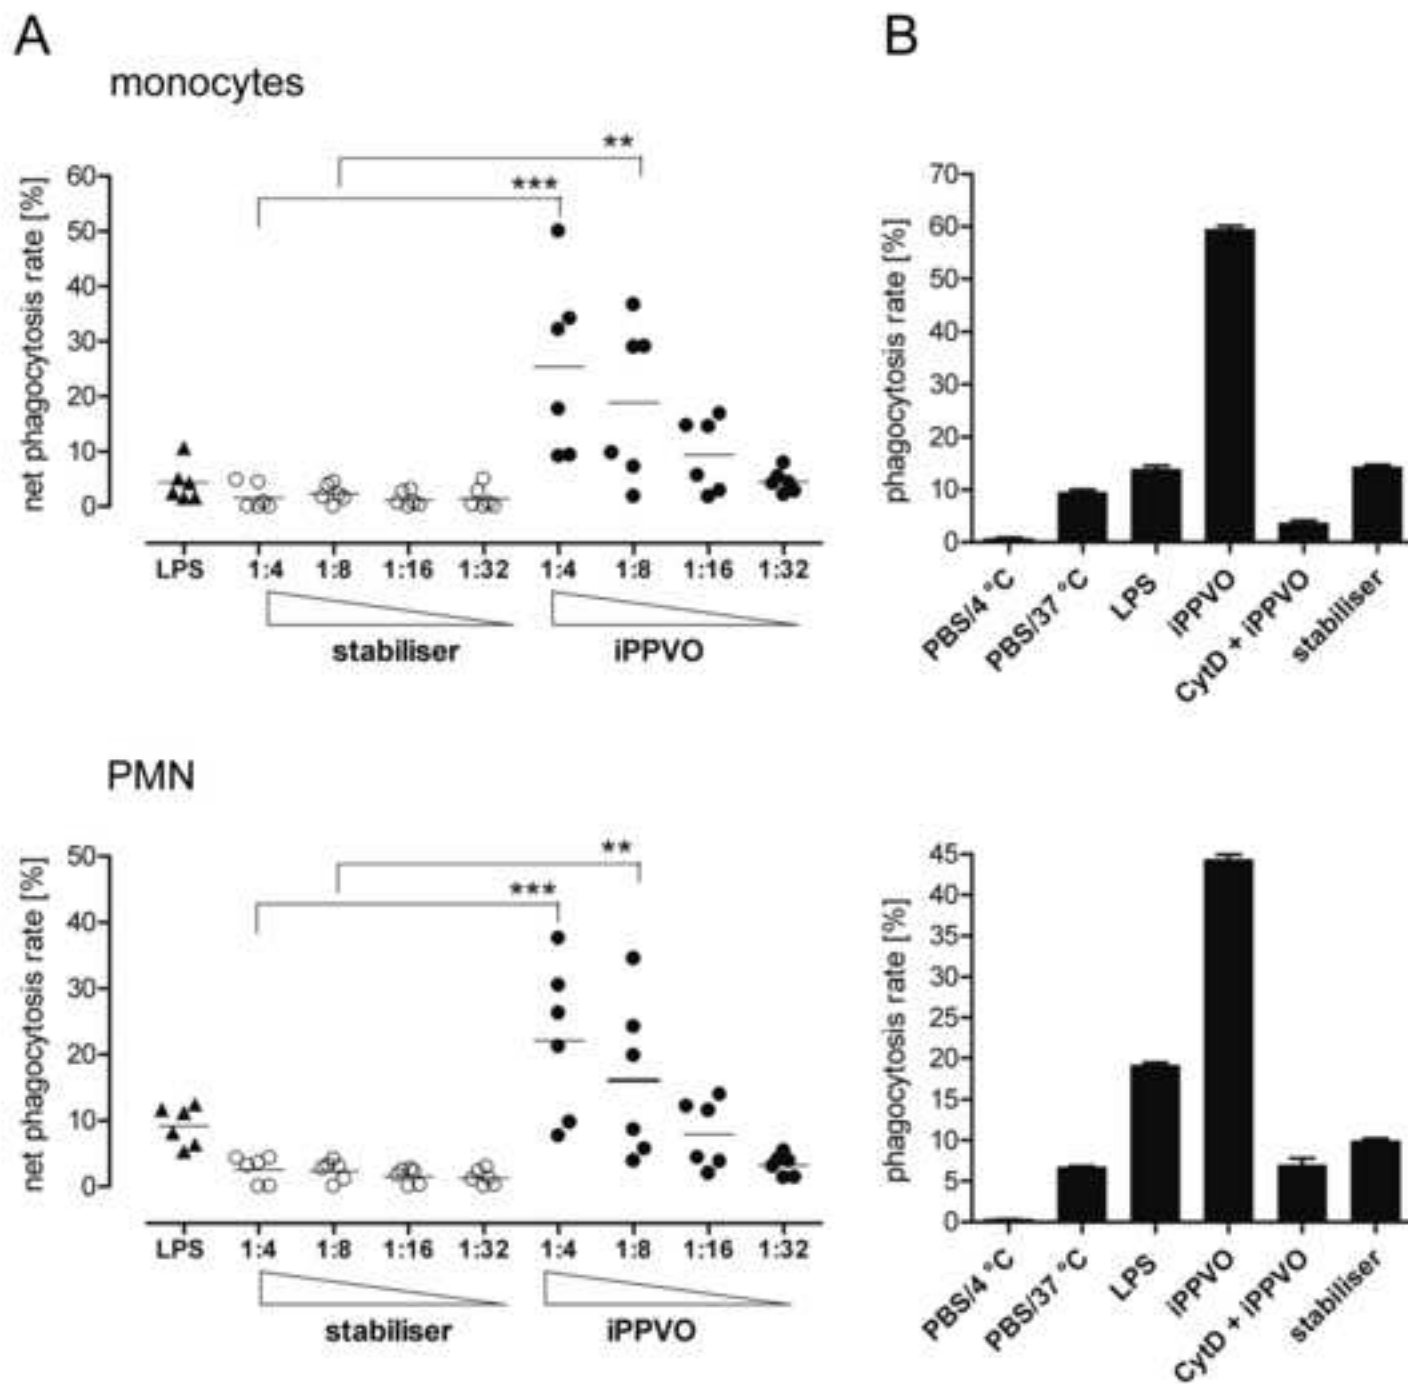 A
B
monocytes
** 
***
net phagocytosis rate [%]
60
50
40
30
20
10
0
LPS 1:4 1:8 1:16 1:32 1:4 1:8 1:16 1:32
stabiliser iPPVO
phagocytosis rate [%]
70
60
50
40
30
20
10
0
PBS/4 °C PBS/37 °C LPS iPPVO CytD + iPPVO stabiliser
PMN
**
***
net phagocytosis rate [%]
50
40
30
20
10
0
LPS 1:4 1:8 1:16 1:32 1:4 1:8 1:16 1:32
stabiliser iPPVO
phagocytosis rate [%]
45
40
35
30
25
20
15
10
5
0
PBS/4 °C PBS/37 °C LPS iPPVO CytD + iPPVO stabiliser